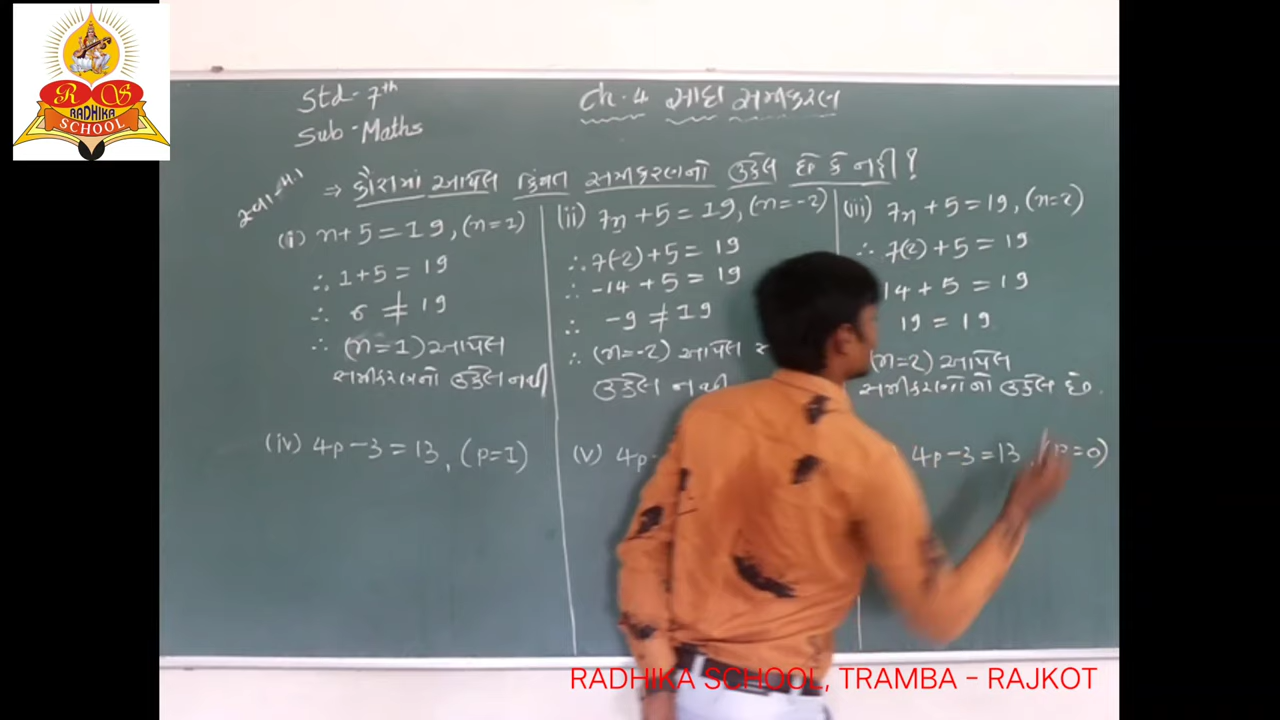 R S
RADHIKA
SCHOOL
Std - 7th
Sub - Maths
Ch. 4 સાદા સમીકરણ
સ્વા - 4.1
⇒ કૌંસમાં આપેલ કિંમત સમીકરણનો ઉકેલ છે કે નહી?
(i) n+5=19, (n=1)
∴ 1+5 = 19
∴ 6 ≠ 19
∴ (n=1) આપેલ
સમીકરણનો ઉકેલ નથી
(ii) 7n+5=19, (n=-2)
∴ 7(-2)+5 = 19
∴ -14+5 = 19
∴ -9 ≠ 19
∴ (n=-2) આપેલ સ
ઉકેલ નથી
(iii) 7n+5=19, (n=2)
∴ 7(2)+5 = 19
14+5 = 19
19 = 19
(n=2) આપેલ
સમીકરણનો ઉકેલ છે.
(iv) 4p-3=13, (p=1)
(v) 4p-
4p-3=13, (p=0)
RADHIKA SCHOOL, TRAMBA - RAJKOT